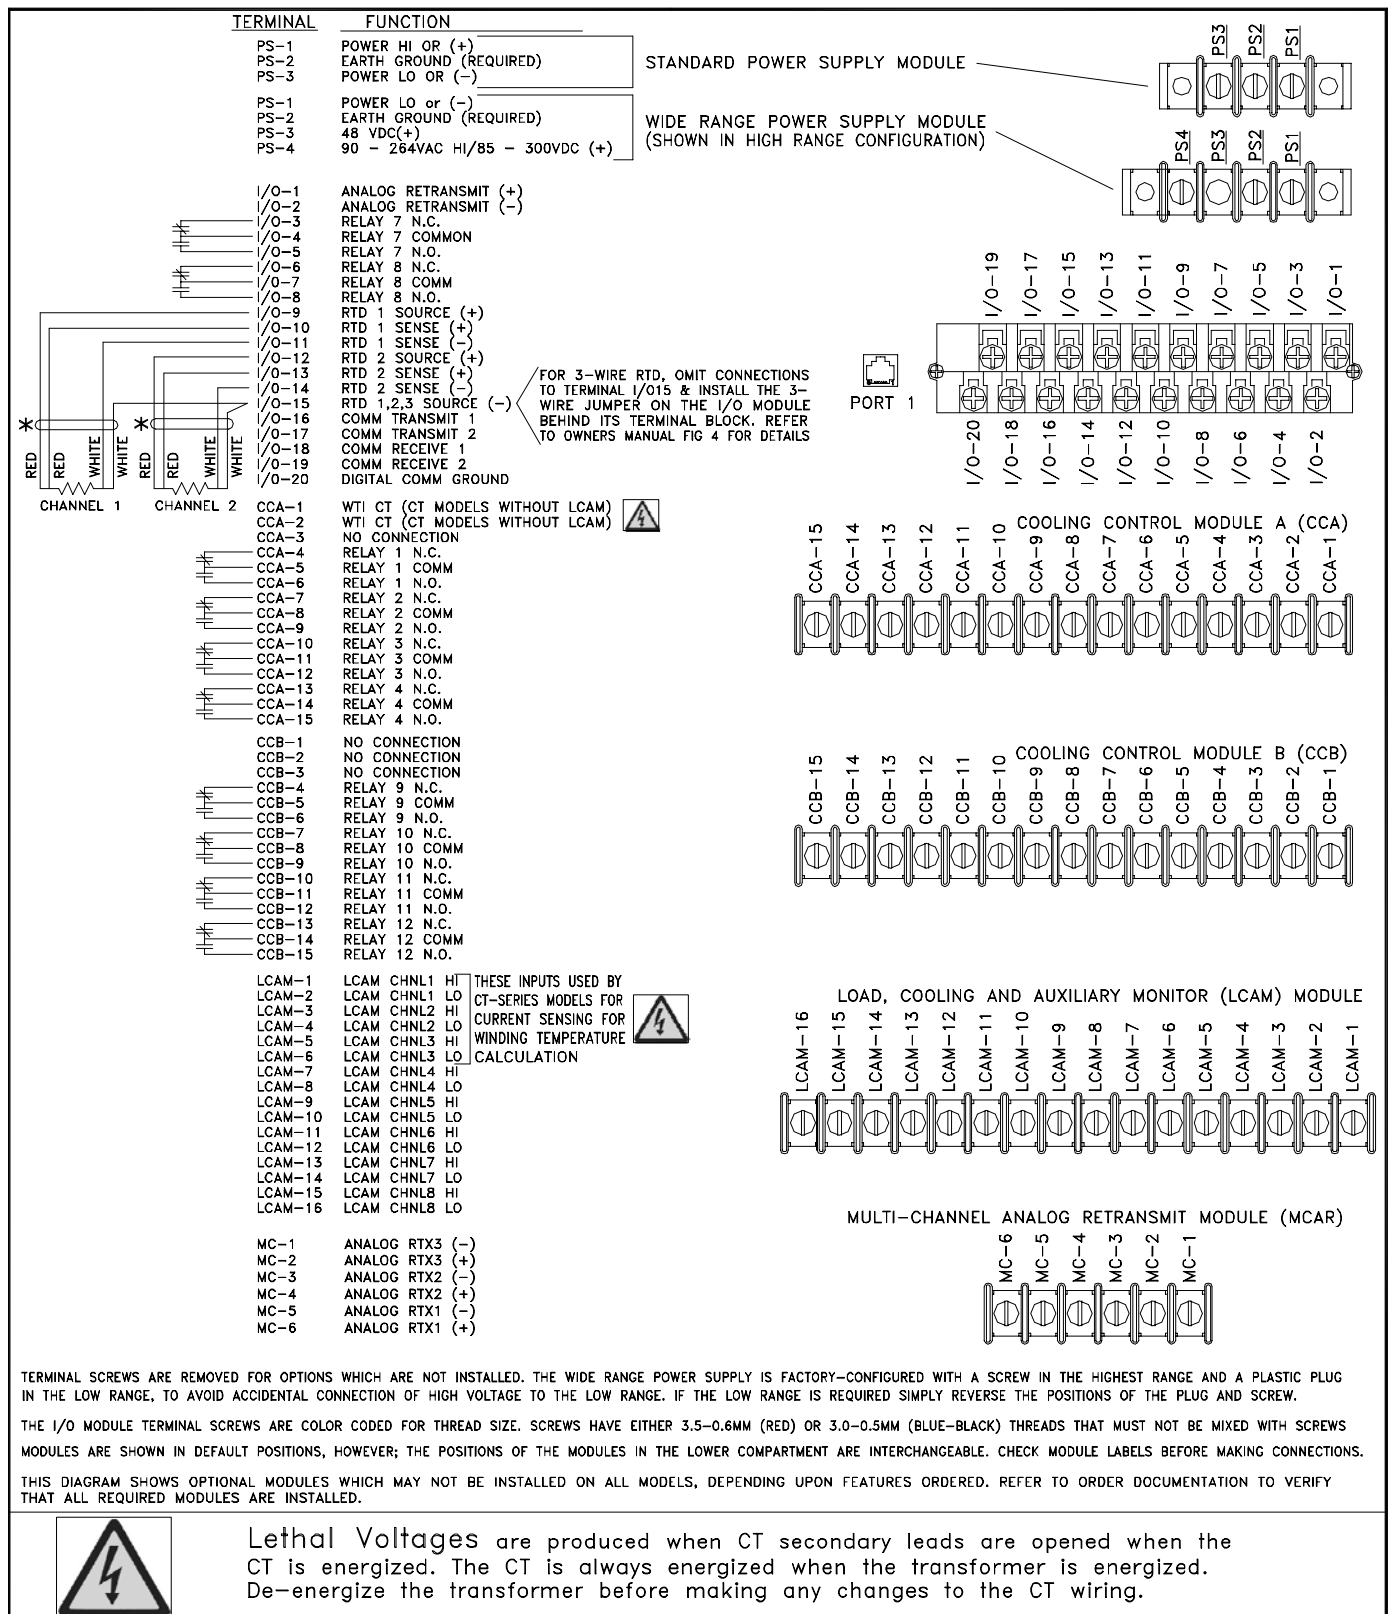 TERMINAL FUNCTION
PS-1 POWER HI OR (+)
PS-2 EARTH GROUND (REQUIRED)
PS-3 POWER LO OR (-)
STANDARD POWER SUPPLY MODULE
PS3 PS2 PS1
PS-1 POWER LO or (-)
PS-2 EARTH GROUND (REQUIRED)
PS-3 48 VDC(+)
PS-4 90 - 264VAC HI/85 - 300VDC (+)
WIDE RANGE POWER SUPPLY MODULE
(SHOWN IN HIGH RANGE CONFIGURATION)
PS4 PS3 PS2 PS1
I/O-1 ANALOG RETRANSMIT (+)
I/O-2 ANALOG RETRANSMIT (-)
I/O-3 RELAY 7 N.C.
I/O-4 RELAY 7 COMMON
I/O-5 RELAY 7 N.O.
I/O-6 RELAY 8 N.C.
I/O-7 RELAY 8 COMM
I/O-8 RELAY 8 N.O.
I/O-9 RTD 1 SOURCE (+)
I/O-10 RTD 1 SENSE (+)
I/O-11 RTD 1 SENSE (-)
I/O-12 RTD 2 SOURCE (+)
I/O-13 RTD 2 SENSE (+)
I/O-14 RTD 2 SENSE (-)
I/O-15 RTD 1,2,3 SOURCE (-)
I/O-16 COMM TRANSMIT 1
I/O-17 COMM TRANSMIT 2
I/O-18 COMM RECEIVE 1
I/O-19 COMM RECEIVE 2
I/O-20 DIGITAL COMM GROUND
FOR 3-WIRE RTD, OMIT CONNECTIONS
TO TERMINAL I/O15 & INSTALL THE 3-
WIRE JUMPER ON THE I/O MODULE
BEHIND ITS TERMINAL BLOCK. REFER
TO OWNERS MANUAL FIG 4 FOR DETAILS
* *
RED RED WHITE WHITE RED RED WHITE WHITE
CHANNEL 1 CHANNEL 2
I/O-19 I/O-17 I/O-15 I/O-13 I/O-11 I/O-9 I/O-7 I/O-5 I/O-3 I/O-1
PORT 1
I/O-20 I/O-18 I/O-16 I/O-14 I/O-12 I/O-10 I/O-8 I/O-6 I/O-4 I/O-2
CCA-1 WTI CT (CT MODELS WITHOUT LCAM)
CCA-2 WTI CT (CT MODELS WITHOUT LCAM)
CCA-3 NO CONNECTION
CCA-4 RELAY 1 N.C.
CCA-5 RELAY 1 COMM
CCA-6 RELAY 1 N.O.
CCA-7 RELAY 2 N.C.
CCA-8 RELAY 2 COMM
CCA-9 RELAY 2 N.O.
CCA-10 RELAY 3 N.C.
CCA-11 RELAY 3 COMM
CCA-12 RELAY 3 N.O.
CCA-13 RELAY 4 N.C.
CCA-14 RELAY 4 COMM
CCA-15 RELAY 4 N.O.
COOLING CONTROL MODULE A (CCA)
CCA-15 CCA-14 CCA-13 CCA-12 CCA-11 CCA-10 CCA-9 CCA-8 CCA-7 CCA-6 CCA-5 CCA-4 CCA-3 CCA-2 CCA-1
CCB-1 NO CONNECTION
CCB-2 NO CONNECTION
CCB-3 NO CONNECTION
CCB-4 RELAY 9 N.C.
CCB-5 RELAY 9 COMM
CCB-6 RELAY 9 N.O.
CCB-7 RELAY 10 N.C.
CCB-8 RELAY 10 COMM
CCB-9 RELAY 10 N.O.
CCB-10 RELAY 11 N.C.
CCB-11 RELAY 11 COMM
CCB-12 RELAY 11 N.O.
CCB-13 RELAY 12 N.C.
CCB-14 RELAY 12 COMM
CCB-15 RELAY 12 N.O.
COOLING CONTROL MODULE B (CCB)
CCB-15 CCB-14 CCB-13 CCB-12 CCB-11 CCB-10 CCB-9 CCB-8 CCB-7 CCB-6 CCB-5 CCB-4 CCB-3 CCB-2 CCB-1
LCAM-1 LCAM CHNL1 HI
LCAM-2 LCAM CHNL1 LO
LCAM-3 LCAM CHNL2 HI
LCAM-4 LCAM CHNL2 LO
LCAM-5 LCAM CHNL3 HI
LCAM-6 LCAM CHNL3 LO
LCAM-7 LCAM CHNL4 HI
LCAM-8 LCAM CHNL4 LO
LCAM-9 LCAM CHNL5 HI
LCAM-10 LCAM CHNL5 LO
LCAM-11 LCAM CHNL6 HI
LCAM-12 LCAM CHNL6 LO
LCAM-13 LCAM CHNL7 HI
LCAM-14 LCAM CHNL7 LO
LCAM-15 LCAM CHNL8 HI
LCAM-16 LCAM CHNL8 LO
THESE INPUTS USED BY
CT-SERIES MODELS FOR
CURRENT SENSING FOR
WINDING TEMPERATURE
CALCULATION
LOAD, COOLING AND AUXILIARY MONITOR (LCAM) MODULE
LCAM-16 LCAM-15 LCAM-14 LCAM-13 LCAM-12 LCAM-11 LCAM-10 LCAM-9 LCAM-8 LCAM-7 LCAM-6 LCAM-5 LCAM-4 LCAM-3 LCAM-2 LCAM-1
MC-1 ANALOG RTX3 (-)
MC-2 ANALOG RTX3 (+)
MC-3 ANALOG RTX2 (-)
MC-4 ANALOG RTX2 (+)
MC-5 ANALOG RTX1 (-)
MC-6 ANALOG RTX1 (+)
MULTI-CHANNEL ANALOG RETRANSMIT MODULE (MCAR)
MC-6 MC-5 MC-4 MC-3 MC-2 MC-1
TERMINAL SCREWS ARE REMOVED FOR OPTIONS WHICH ARE NOT INSTALLED. THE WIDE RANGE POWER SUPPLY IS FACTORY-CONFIGURED WITH A SCREW IN THE HIGHEST RANGE AND A PLASTIC PLUG
IN THE LOW RANGE, TO AVOID ACCIDENTAL CONNECTION OF HIGH VOLTAGE TO THE LOW RANGE. IF THE LOW RANGE IS REQUIRED SIMPLY REVERSE THE POSITIONS OF THE PLUG AND SCREW.
THE I/O MODULE TERMINAL SCREWS ARE COLOR CODED FOR THREAD SIZE. SCREWS HAVE EITHER 3.5-0.6MM (RED) OR 3.0-0.5MM (BLUE-BLACK) THREADS THAT MUST NOT BE MIXED WITH SCREWS
MODULES ARE SHOWN IN DEFAULT POSITIONS, HOWEVER; THE POSITIONS OF THE MODULES IN THE LOWER COMPARTMENT ARE INTERCHANGEABLE. CHECK MODULE LABELS BEFORE MAKING CONNECTIONS.
THIS DIAGRAM SHOWS OPTIONAL MODULES WHICH MAY NOT BE INSTALLED ON ALL MODELS, DEPENDING UPON FEATURES ORDERED. REFER TO ORDER DOCUMENTATION TO VERIFY
THAT ALL REQUIRED MODULES ARE INSTALLED.
Lethal Voltages are produced when CT secondary leads are opened when the
CT is energized. The CT is always energized when the transformer is energized.
De-energize the transformer before making any changes to the CT wiring.